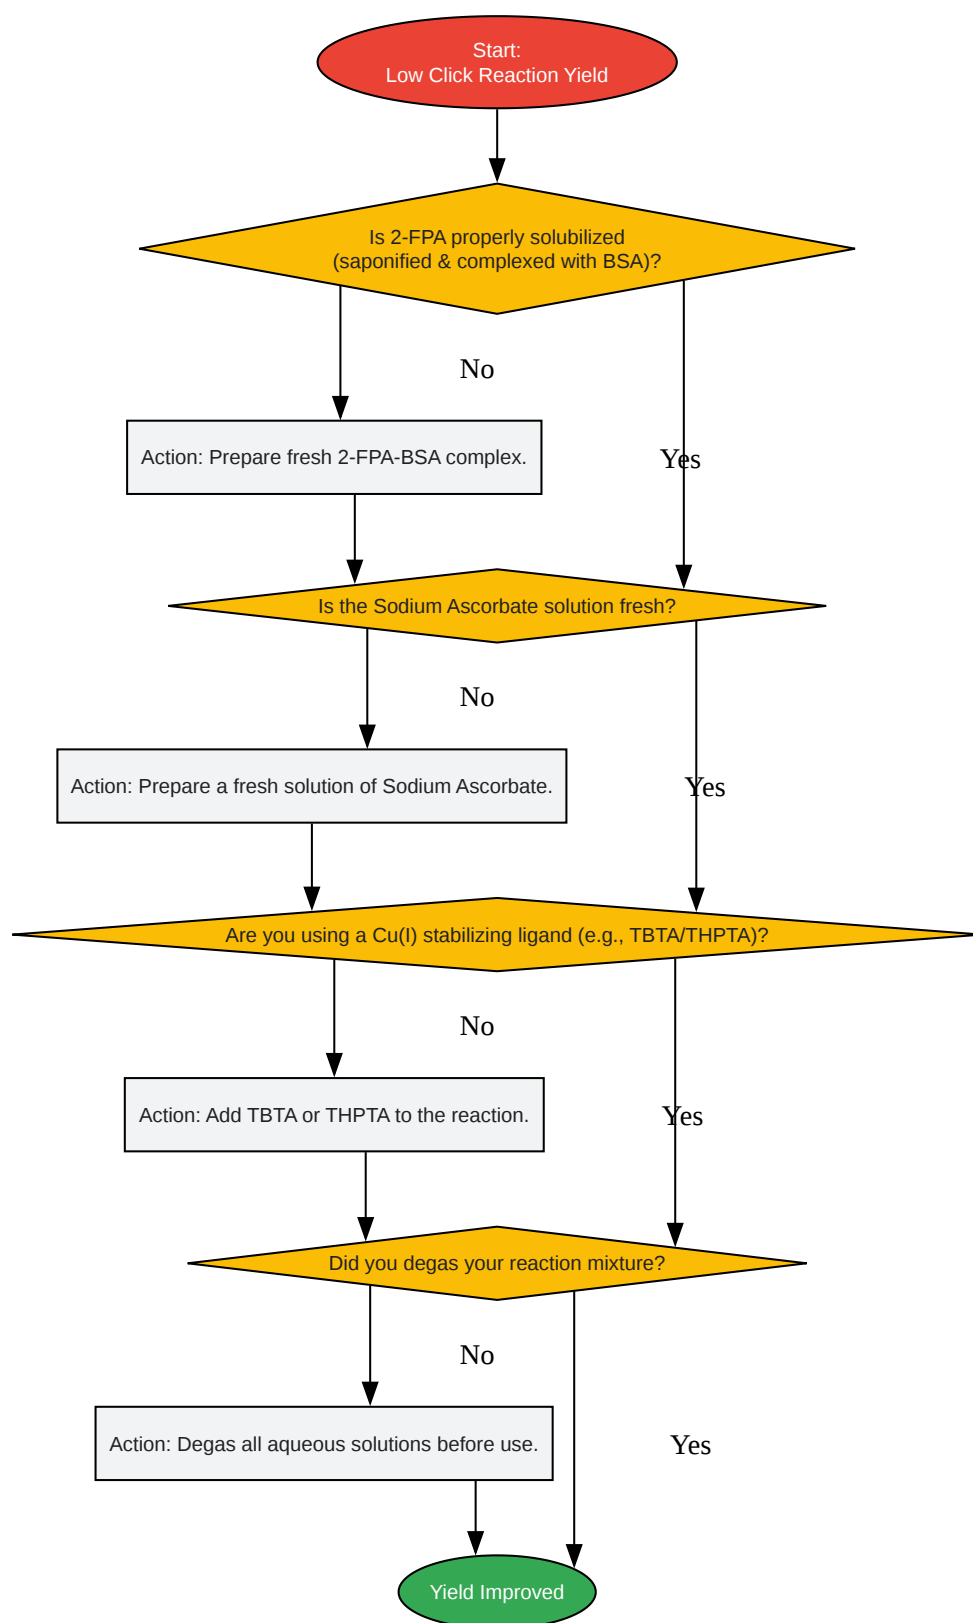 Start:
Low Click Reaction Yield
Is 2-FPA properly solubilized
(saponified & complexed with BSA)?
No
Action: Prepare fresh 2-FPA-BSA complex.
Yes
Is the Sodium Ascorbate solution fresh?
No
Action: Prepare a fresh solution of Sodium Ascorbate.
Yes
Are you using a Cu(I) stabilizing ligand (e.g., TBTA/THPTA)?
No
Action: Add TBTA or THPTA to the reaction.
Yes
Did you degas your reaction mixture?
No
Action: Degas all aqueous solutions before use.
Yes
Yield Improved